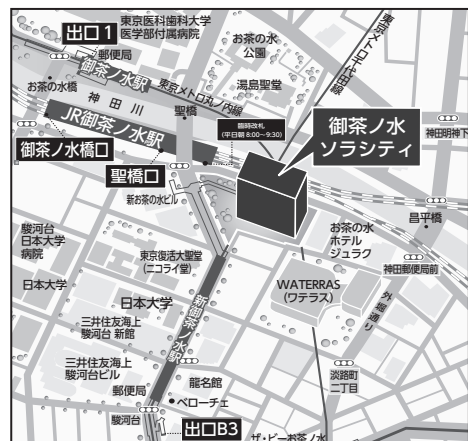 東京医科歯科大学
医学部付属病院
出口1
郵便局
お茶の水
公園
東京メトロ千代田線
御茶ノ水駅
お茶の水橋
東京メトロ丸ノ内線
湯島聖堂
神田川
聖橋
JR御茶ノ水駅
臨時改札
(平日朝 8:00〜9:30)
御茶ノ水
ソラシティ
神田明神下
御茶ノ水橋口
聖橋口
新お茶の水ビル
昌平橋
駿河台
日本大学
病院
東京復活大聖堂
(ニコライ堂)
お茶の水
ホテル
ジュラク
神田郵便局前
日本大学
日本大学
新御茶ノ水駅
WATERRAS
(ワテラス)
外堀通り
三井住友海上
駿河台 新館
三井住友海上
駿河台ビル
淡路町
二丁目
郵便局
龍名館
ベローチェ
駿河台
出口B3
ザ・ビーお茶ノ水